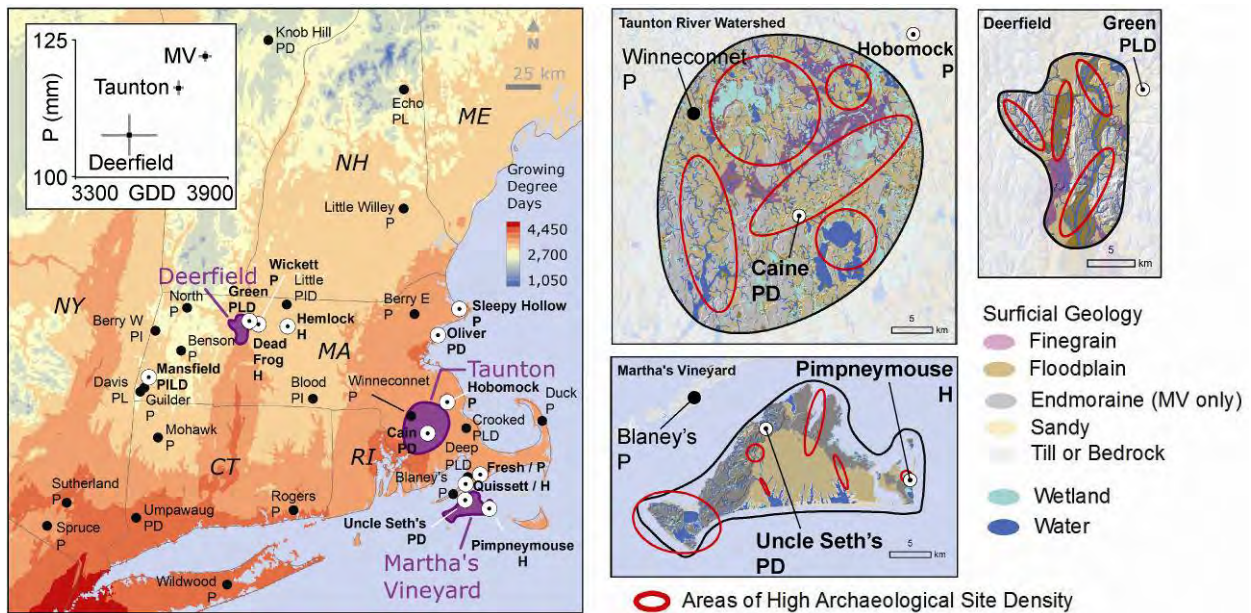 125
P (mm)
100
MV
Taunton
Deerfield
3300 GDD 3900
Knob Hill
PD
N
25 km
Echo
PL
ME
NH
Growing
Degree
Days
4,450
2,700
1,050
Little Willey
P
Deerfield
Wickett
P
Little
PID
NY
North
P
Green
PLD
Berry E
P
Sleepy Hollow
P
Berry W
PI
Hemlock
H
Oliver
PD
Benson
P
Dead
Frog
H
MA
Mansfield
PILD
Taunton
Davis
PL
Guilder
P
Blood
PI
Winneconnet
P
Hobomock
P
Duck
P
Mohawk
P
Crooked
PLD
Cain
PD
CT
RI
Deep
PLD
Fresh / P
Blaney's
P
Quissett / H
Sutherland
P
Umpawaug
PD
Rogers
P
Spruce
P
Uncle Seth's
PD
Pimpneymouse
H
Martha's
Vineyard
Wildwood
P
Taunton River Watershed
Winneconnet
P
Hobomock
P
Caine
PD
5
km
Deerfield
Green
PLD
5
km
Martha's Vineyard
Pimpneymouse
H
Blaney's
P
Uncle Seth's
PD
5
km
Surficial Geology
Finegrain
Floodplain
Endmoraine (MV only)
Sandy
Till or Bedrock
Wetland
Water
Areas of High Archaeological Site Density